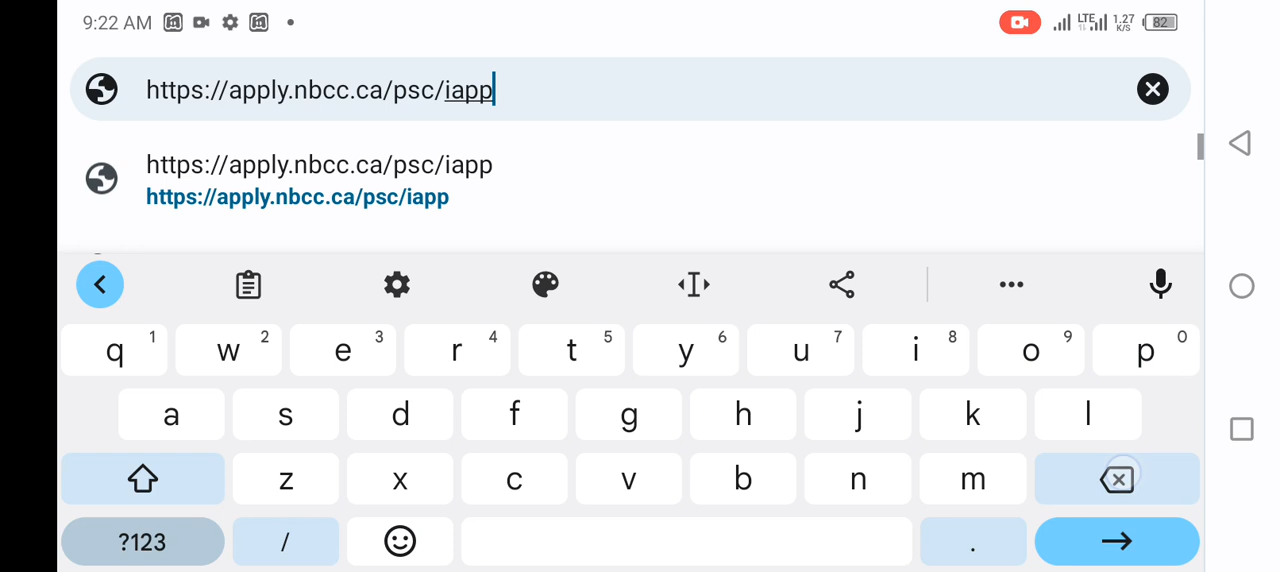 9:22 AM LTE 1.27 K/S 82
https://apply.nbcc.ca/psc/iapp
https://apply.nbcc.ca/psc/iapp
https://apply.nbcc.ca/psc/iapp
q 1 w 2 e 3 r 4 t 5 y 6 u 7 i 8 o 9 p 0
a s d f g h j k l
z x c v b n m
?123 / .